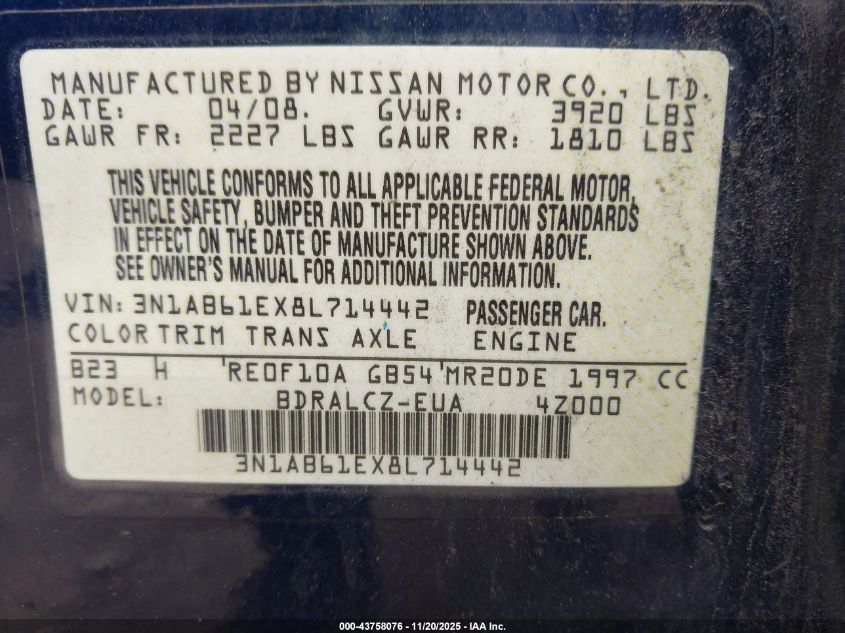 MANUFACTURED BY NISSAN MOTOR CO., LTD.
DATE: 04/08. GVWR: 3920 LBS
GAWR FR: 2227 LBS GAWR RR: 1810 LBS
THIS VEHICLE CONFORMS TO ALL APPLICABLE FEDERAL MOTOR,
VEHICLE SAFETY, BUMPER AND THEFT PREVENTION STANDARDS
IN EFFECT ON THE DATE OF MANUFACTURE SHOWN ABOVE.
SEE OWNER'S MANUAL FOR ADDITIONAL INFORMATION.
VIN: 3N1AB61EX8L714442 PASSENGER CAR.
COLOR TRIM TRANS AXLE ENGINE
B23 H RE0F10A GB54 MR20DE 1997 CC
MODEL: BDRALCZ-EUA 4Z000
3N1AB61EX8L714442
000-43758076 - 11/20/2025 - IAA Inc.